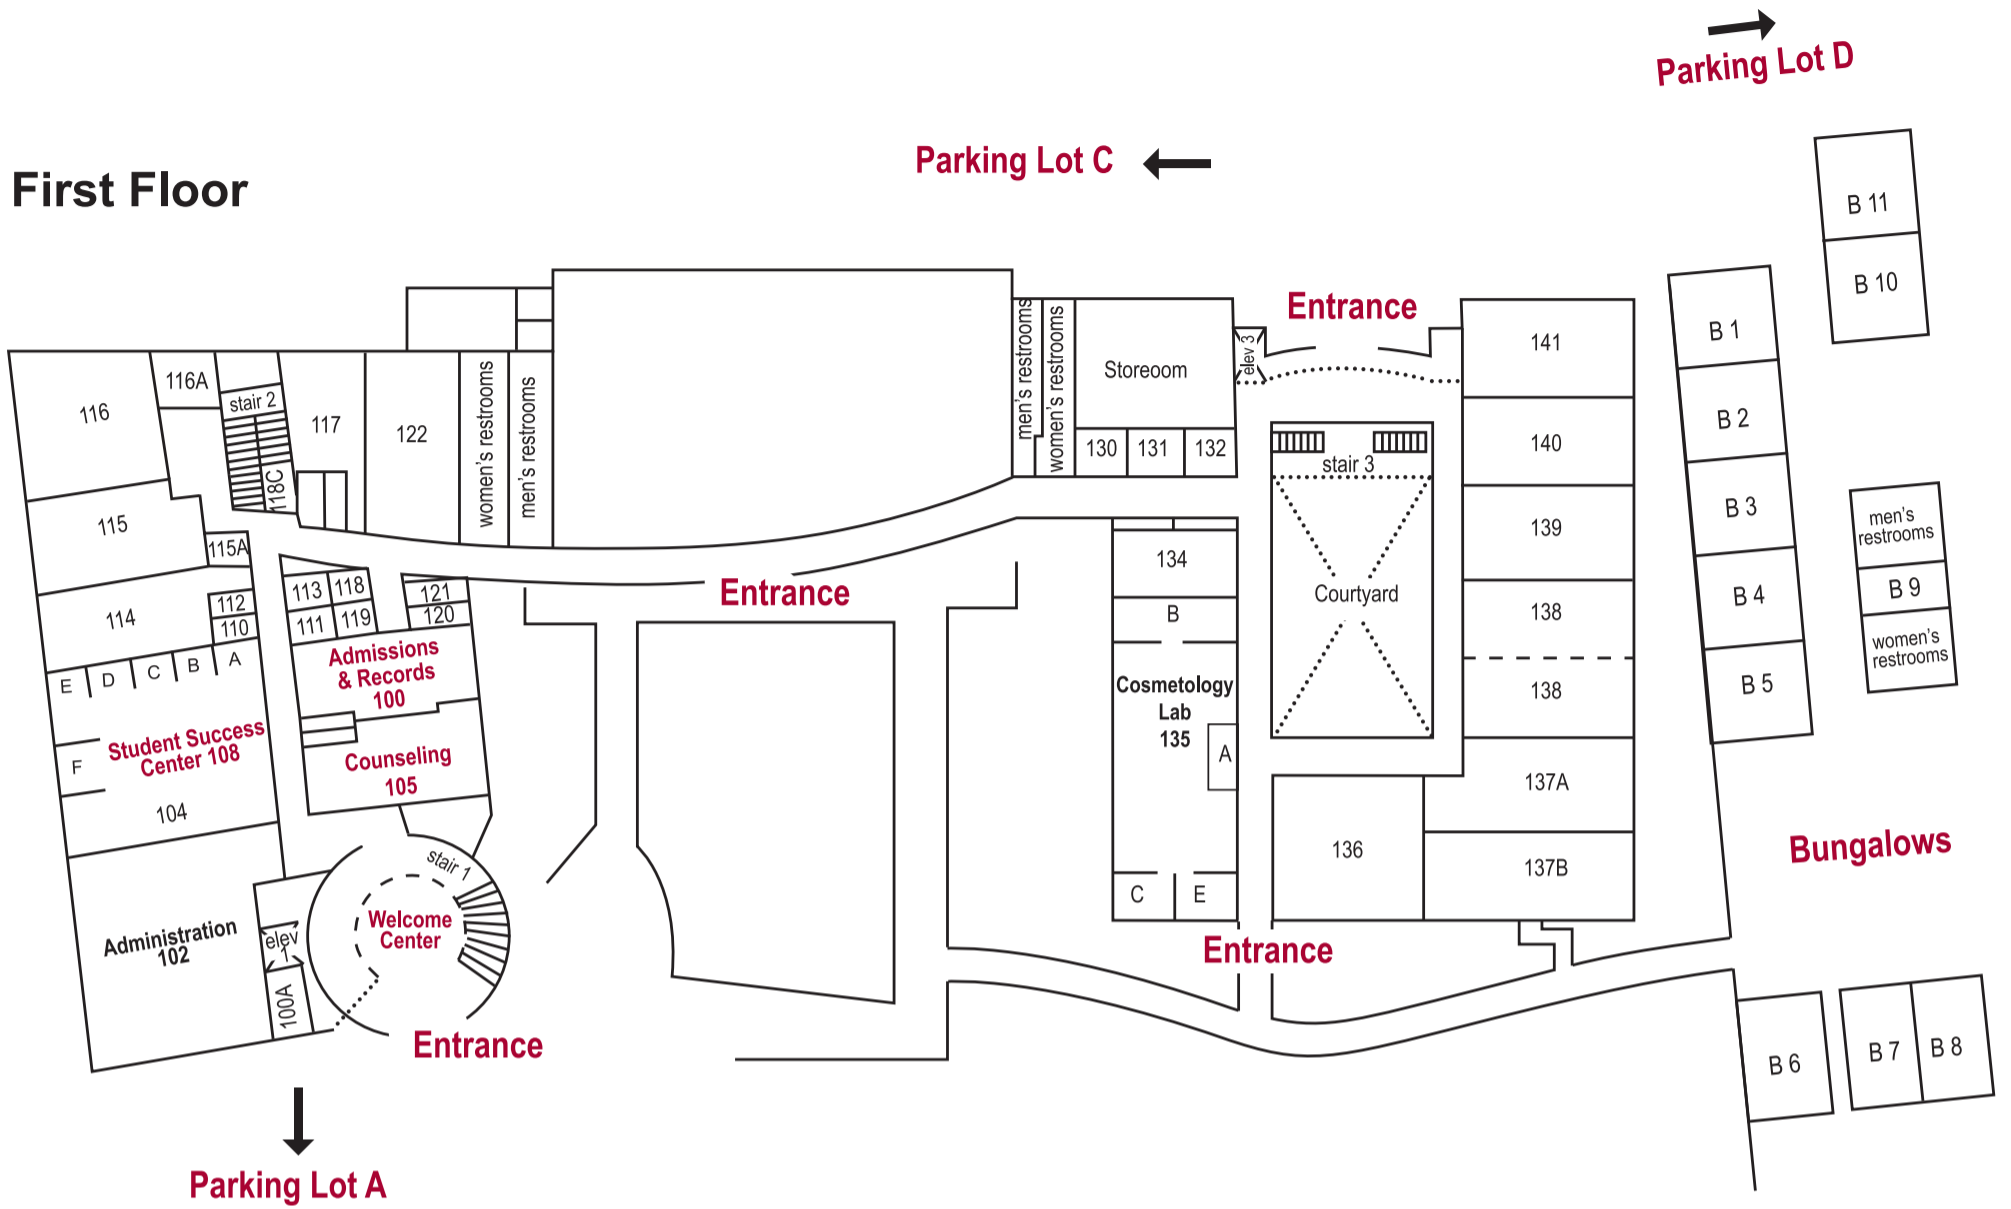 Parking Lot D
Parking Lot C
First Floor
B 11
B 10
Entrance
B 1
B 2
B 3
B 4
B 5
men's
restrooms
B 9
women's
restrooms
116
116A
stair 2
118C
117
122
women's restrooms
men's restrooms
men's restrooms
women's restrooms
Storeoom
elev 3
130
131
132
141
140
139
138
138
137A
137B
136
stair 3
Courtyard
115
115A
114
112
110
113
118
111
119
121
120
Entrance
134
B
Cosmetology
Lab
135
A
C
E
Admissions
& Records
100
E
D
C
B
A
Student Success
Center 108
F
104
Counseling
105
stair 1
Welcome
Center
Administration
102
elev
1
100A
Entrance
Entrance
Bungalows
B 6
B 7
B 8
Parking Lot A